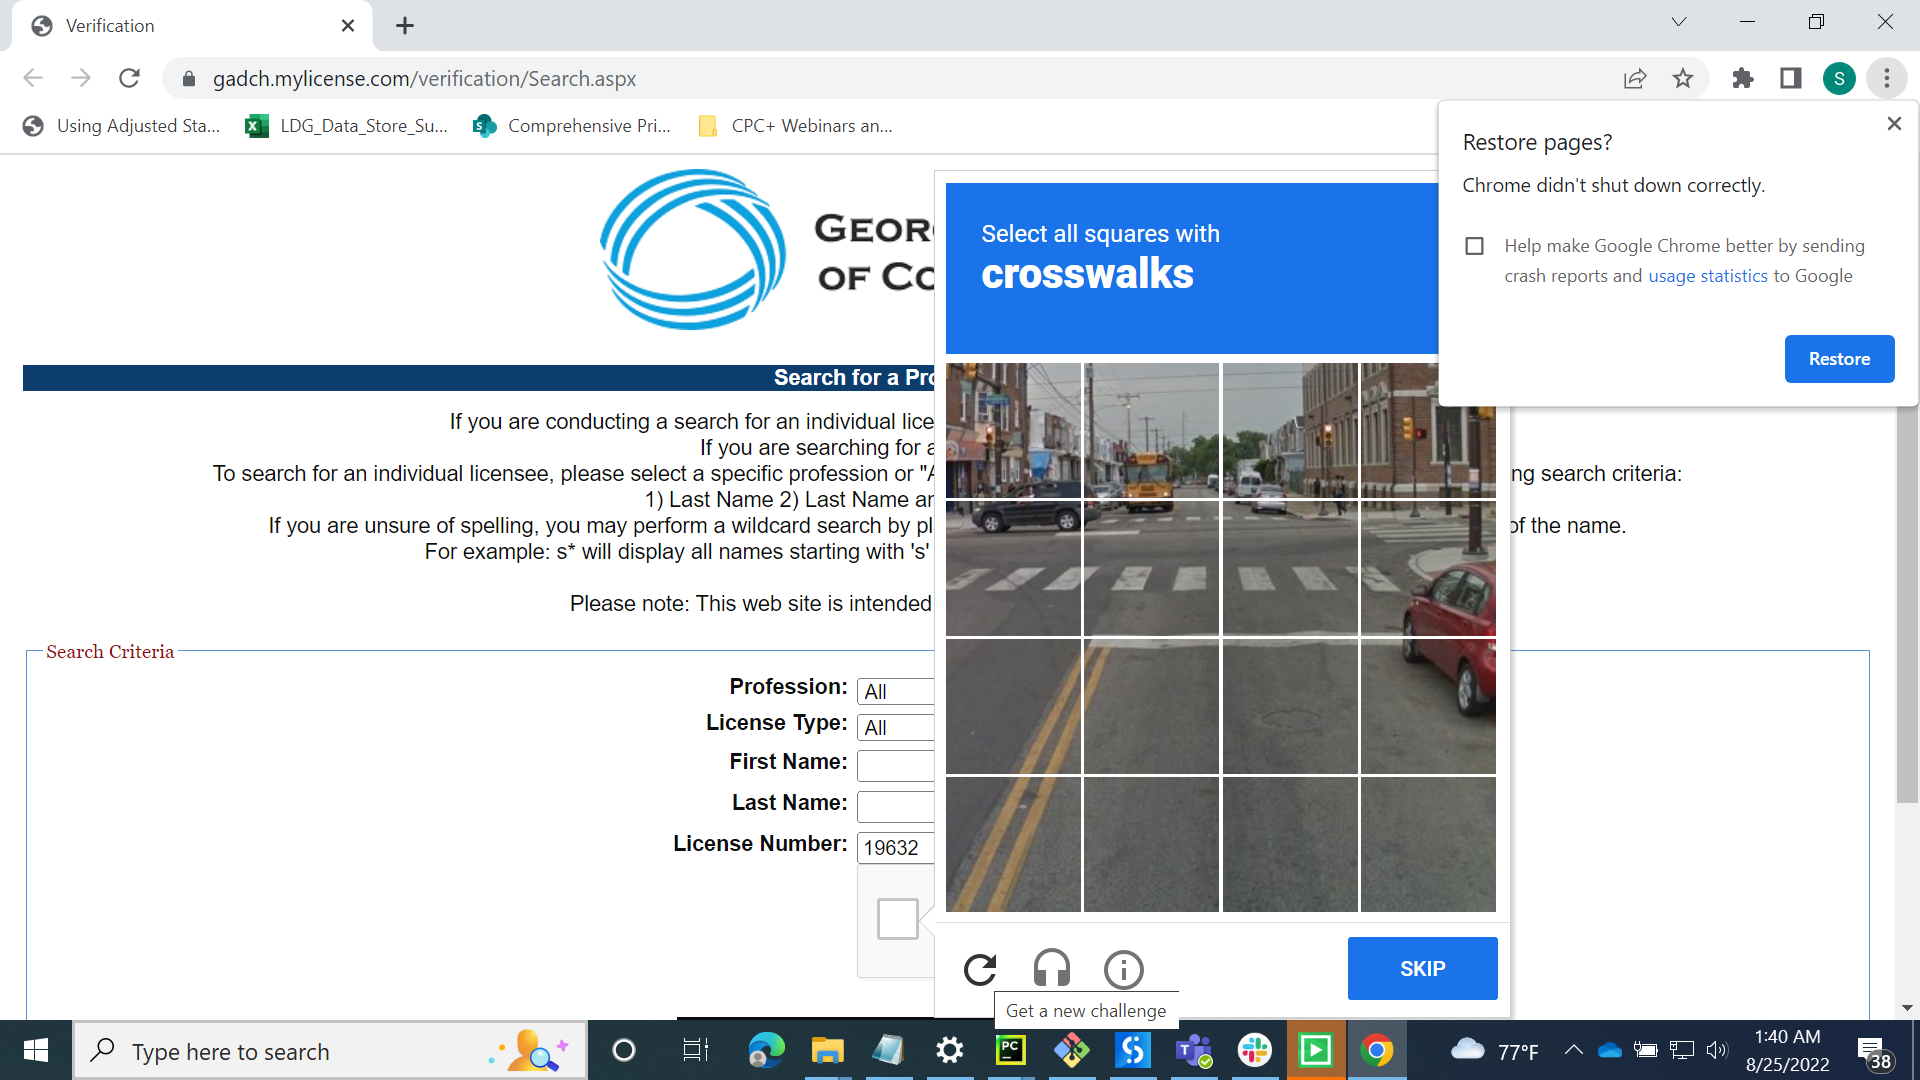 Verification
gadch.mylicense.com/verification/Search.aspx
S
Using Adjusted Sta...
LDG_Data_Store_Su...
Comprehensive Pri...
CPC+ Webinars an...
Restore pages?
Chrome didn't shut down correctly.
Help make Google Chrome better by sending
crash reports and usage statistics to Google
Restore
GEOR
OF CO
Select all squares with
crosswalks
Search for a Pro
If you are conducting a search for an individual lice
If you are searching for a
To search for an individual licensee, please select a specific profession or "A
ng search criteria:
1) Last Name 2) Last Name an
If you are unsure of spelling, you may perform a wildcard search by pl
of the name.
For example: s* will display all names starting with 's'
Please note: This web site is intended
Search Criteria
Profession: All
License Type: All
First Name:
Last Name:
License Number: 19632
SKIP
Get a new challenge
Type here to search
PC
77°F
1:40 AM
8/25/2022
38